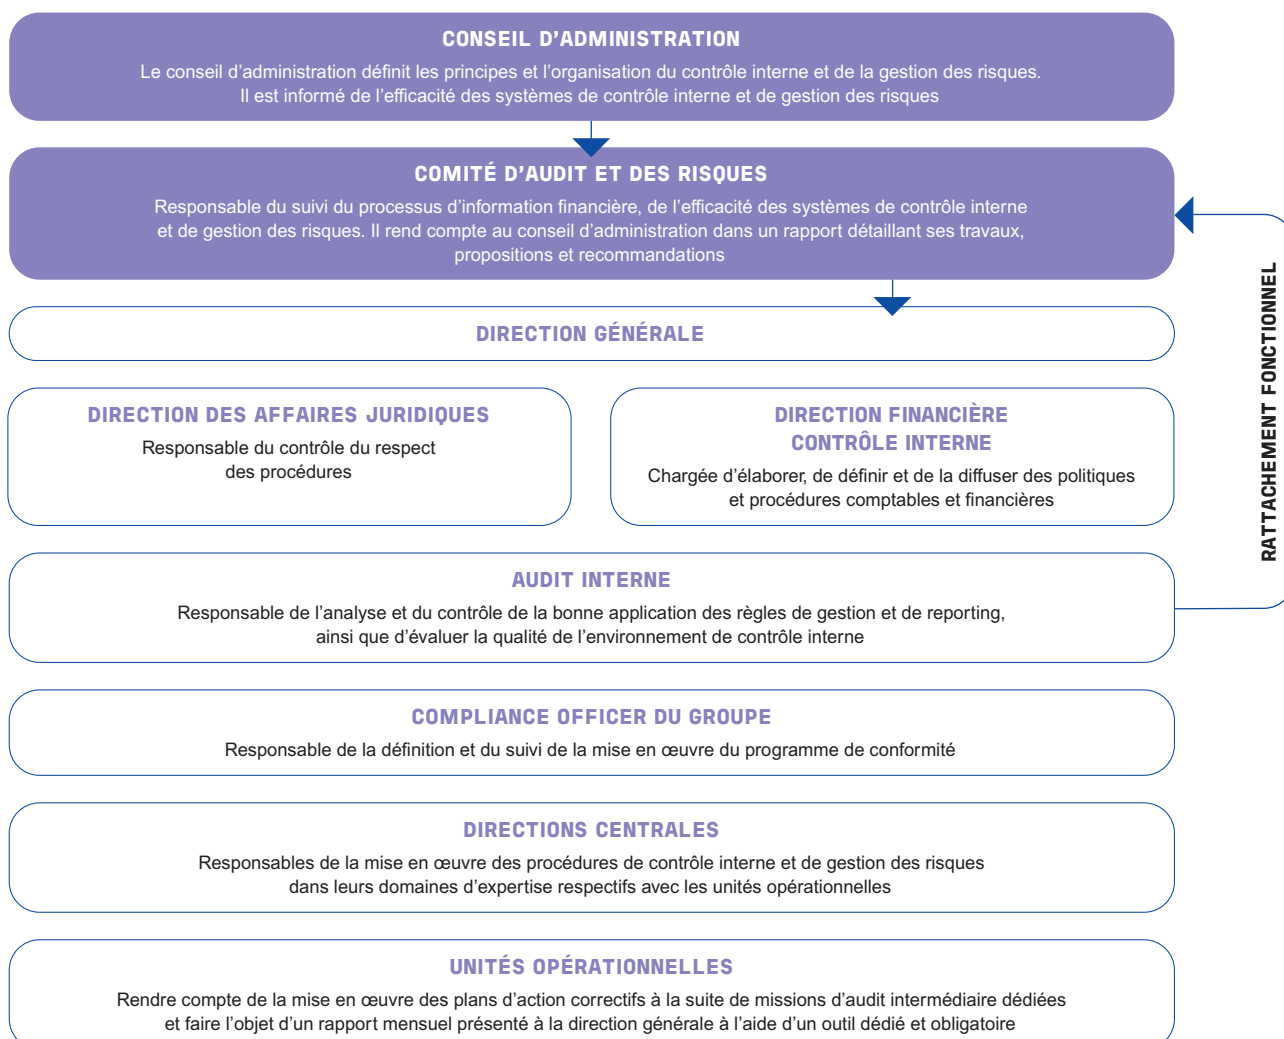 CONSEIL D’ADMINISTRATION
Le conseil d’administration définit les principes et l’organisation du contrôle interne et de la gestion des risques.
Il est informé de l’efficacité des systèmes de contrôle interne et de gestion des risques
COMITÉ D’AUDIT ET DES RISQUES
Responsable du suivi du processus d’information financière, de l’efficacité des systèmes de contrôle interne
et de gestion des risques. Il rend compte au conseil d’administration dans un rapport détaillant ses travaux,
propositions et recommandations
RATTACHEMENT FONCTIONNEL
DIRECTION GÉNÉRALE
DIRECTION DES AFFAIRES JURIDIQUES
Responsable du contrôle du respect
des procédures
DIRECTION FINANCIÈRE
CONTRÔLE INTERNE
Chargée d’élaborer, de définir et de la diffuser des politiques
et procédures comptables et financières
AUDIT INTERNE
Responsable de l’analyse et du contrôle de la bonne application des règles de gestion et de reporting,
ainsi que d’évaluer la qualité de l’environnement de contrôle interne
COMPLIANCE OFFICER DU GROUPE
Responsable de la définition et du suivi de la mise en œuvre du programme de conformité
DIRECTIONS CENTRALES
Responsables de la mise en œuvre des procédures de contrôle interne et de gestion des risques
dans leurs domaines d’expertise respectifs avec les unités opérationnelles
UNITÉS OPÉRATIONNELLES
Rendre compte de la mise en œuvre des plans d’action correctifs à la suite de missions d’audit intermédiaire dédiées
et faire l’objet d’un rapport mensuel présenté à la direction générale à l’aide d’un outil dédié et obligatoire